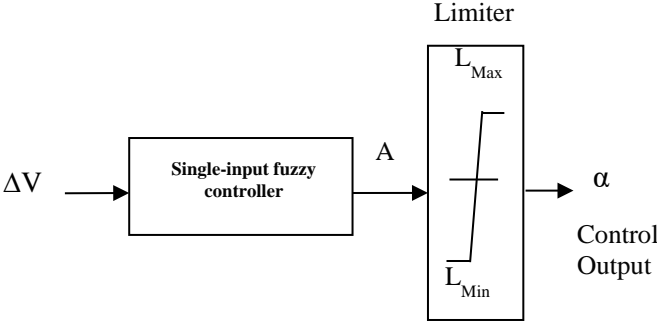 Limiter
L_Max
ΔV
Single-input fuzzy
controller
A
α
Control
Output
L_Min